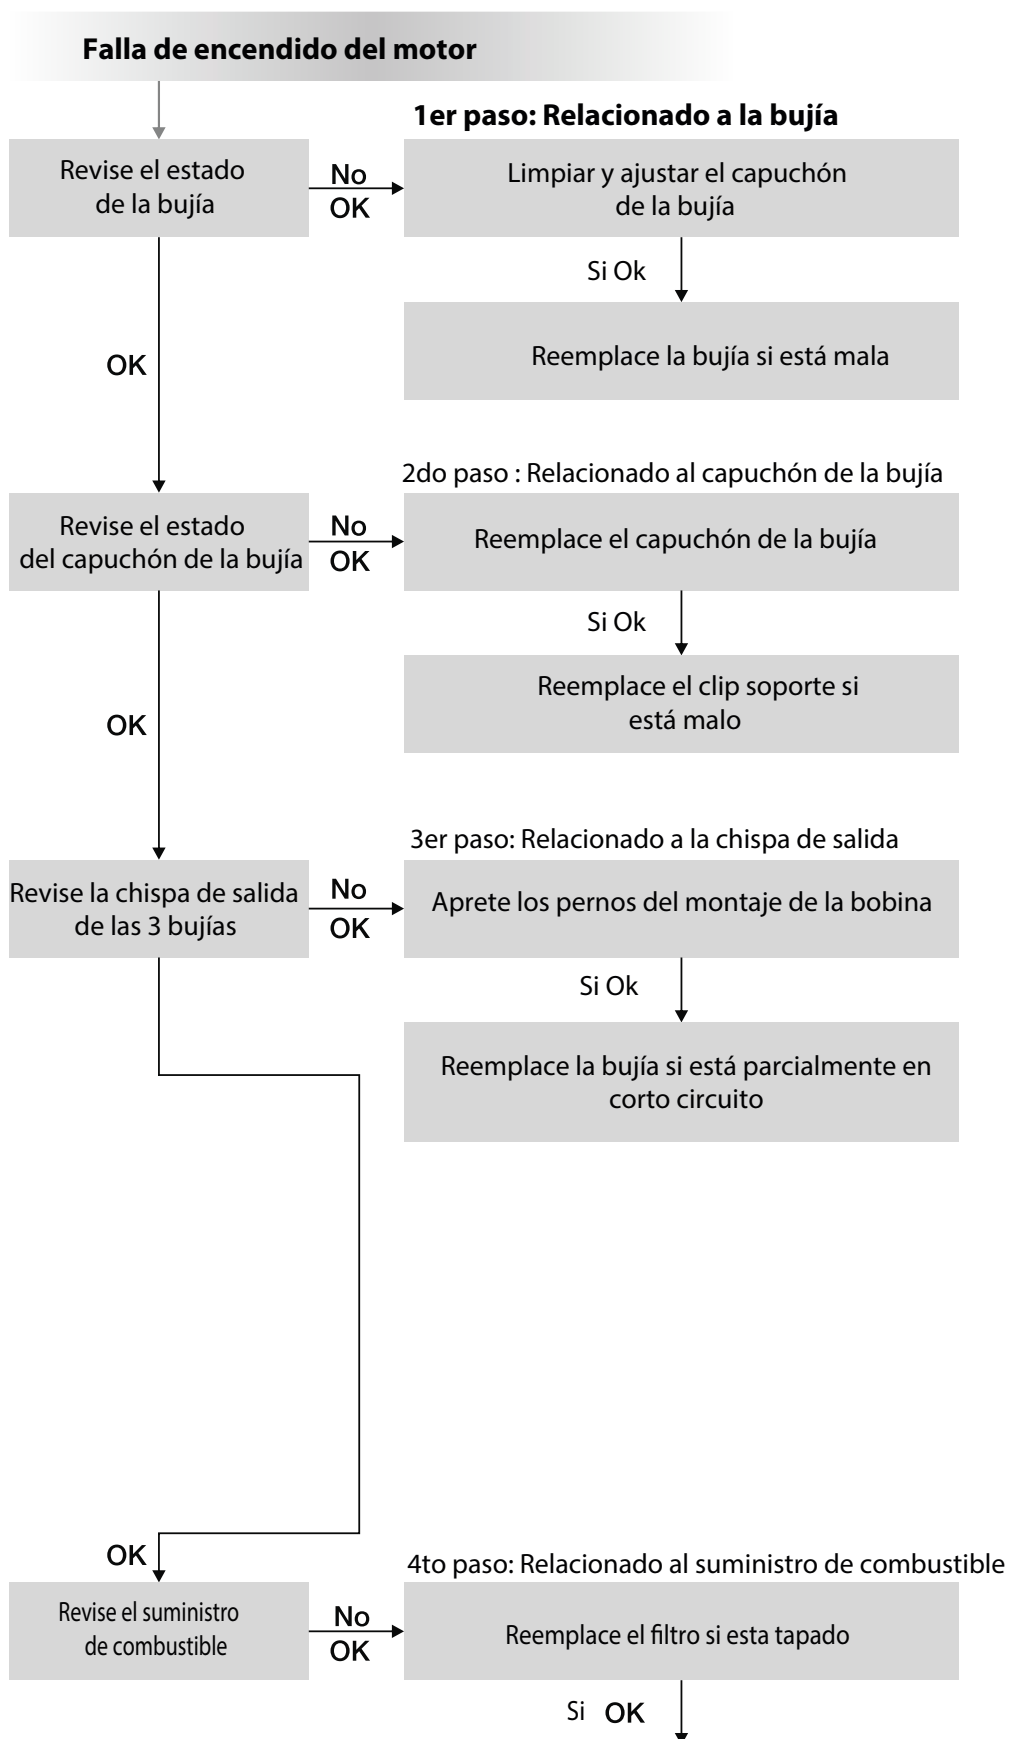 Falla de encendido del motor
1er paso: Relacionado a la bujía
Revise el estado
de la bujía
No
OK
Limpiar y ajustar el capuchón
de la bujía
Si Ok
Reemplace la bujía si está mala
OK
2do paso : Relacionado al capuchón de la bujía
Revise el estado
del capuchón de la bujía
No
OK
Reemplace el capuchón de la bujía
Si Ok
Reemplace el clip soporte si
está malo
OK
3er paso: Relacionado a la chispa de salida
Revise la chispa de salida
de las 3 bujías
No
OK
Aprete los pernos del montaje de la bobina
Si Ok
Reemplace la bujía si está parcialmente en
corto circuito
OK
4to paso: Relacionado al suministro de combustible
Revise el suministro
de combustible
No
OK
Reemplace el filtro si esta tapado
Si OK